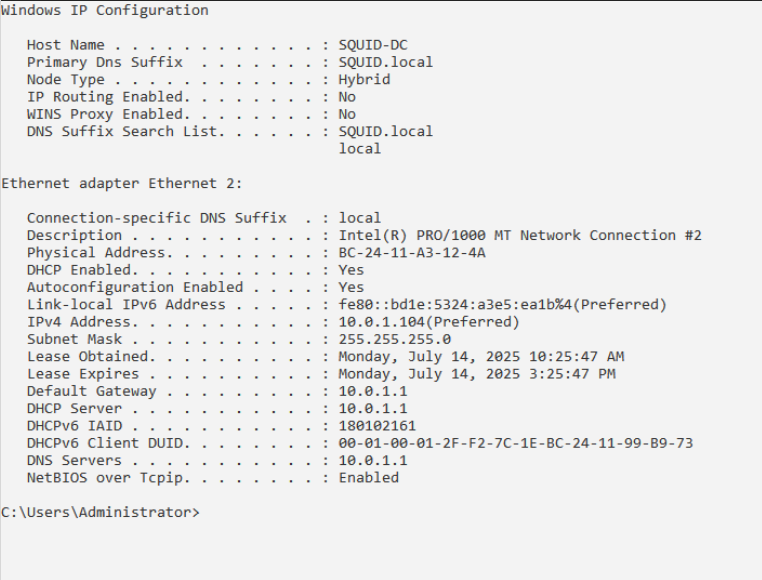 Windows IP Configuration
Host Name . . . . . . . . . . . . : SQUID-DC
Primary Dns Suffix  . . . . . . . : SQUID.local
Node Type . . . . . . . . . . . . : Hybrid
IP Routing Enabled. . . . . . . . : No
WINS Proxy Enabled. . . . . . . . : No
DNS Suffix Search List. . . . . . : SQUID.local
local
Ethernet adapter Ethernet 2:
Connection-specific DNS Suffix  . : local
Description . . . . . . . . . . . : Intel(R) PRO/1000 MT Network Connection #2
Physical Address. . . . . . . . . : BC-24-11-A3-12-4A
DHCP Enabled. . . . . . . . . . . : Yes
Autoconfiguration Enabled . . . . : Yes
Link-local IPv6 Address . . . . . : fe80::bd1e:5324:a3e5:ea1b%4(Preferred)
IPv4 Address. . . . . . . . . . . : 10.0.1.104(Preferred)
Subnet Mask . . . . . . . . . . . : 255.255.255.0
Lease Obtained. . . . . . . . . . : Monday, July 14, 2025 10:25:47 AM
Lease Expires . . . . . . . . . . : Monday, July 14, 2025 3:25:47 PM
Default Gateway . . . . . . . . . : 10.0.1.1
DHCP Server . . . . . . . . . . . : 10.0.1.1
DHCPv6 IAID . . . . . . . . . . . : 180102161
DHCPv6 Client DUID. . . . . . . . : 00-01-00-01-2F-F2-7C-1E-BC-24-11-99-B9-73
DNS Servers . . . . . . . . . . . : 10.0.1.1
NetBIOS over Tcpip. . . . . . . . : Enabled
C:\Users\Administrator>